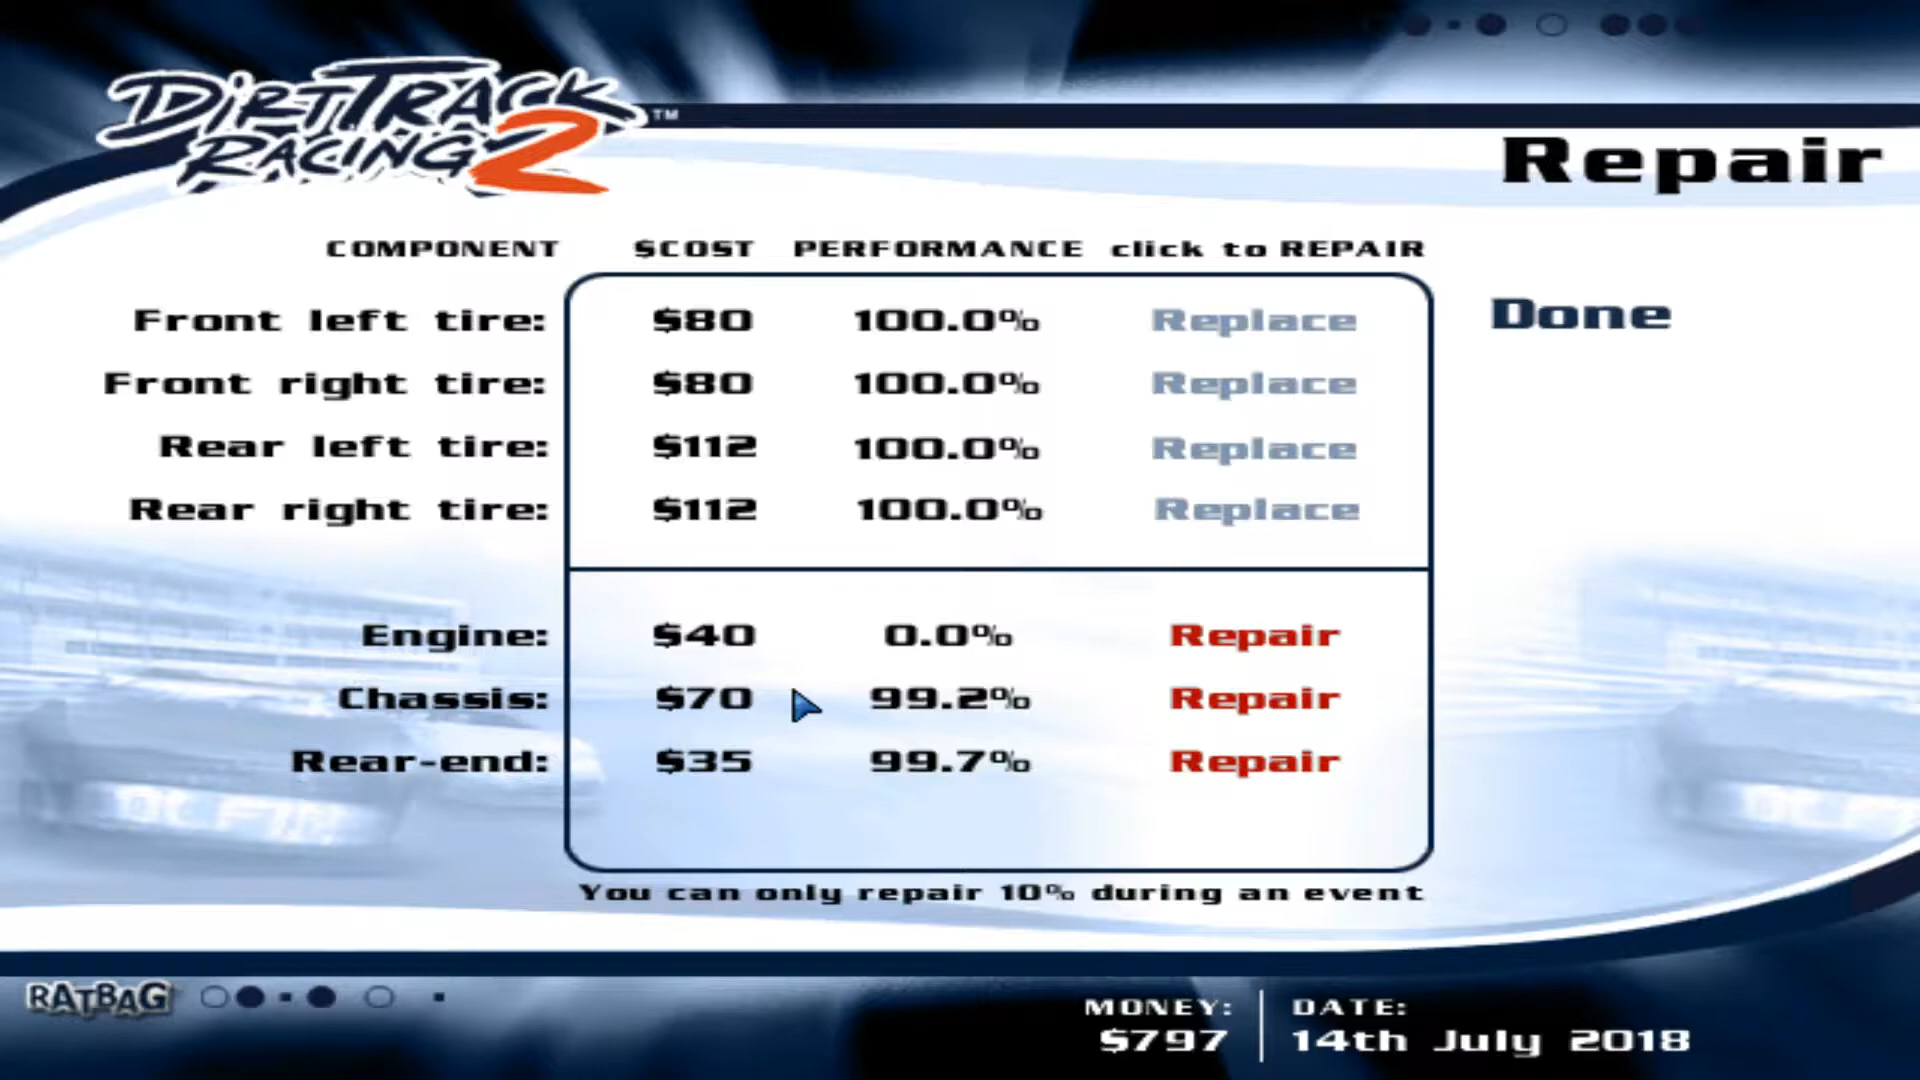 DIRT TRACK RACING 2 ™
Repair
COMPONENT $COST PERFORMANCE click to REPAIR
Front left tire: $80 100.0% Replace
Done
Front right tire: $80 100.0% Replace
Rear left tire: $112 100.0% Replace
Rear right tire: $112 100.0% Replace
Engine: $40 0.0% Repair
Chassis: $70 99.2% Repair
Rear-end: $35 99.7% Repair
You can only repair 10% during an event
RATBAG
MONEY: DATE:
$797 14th July 2018